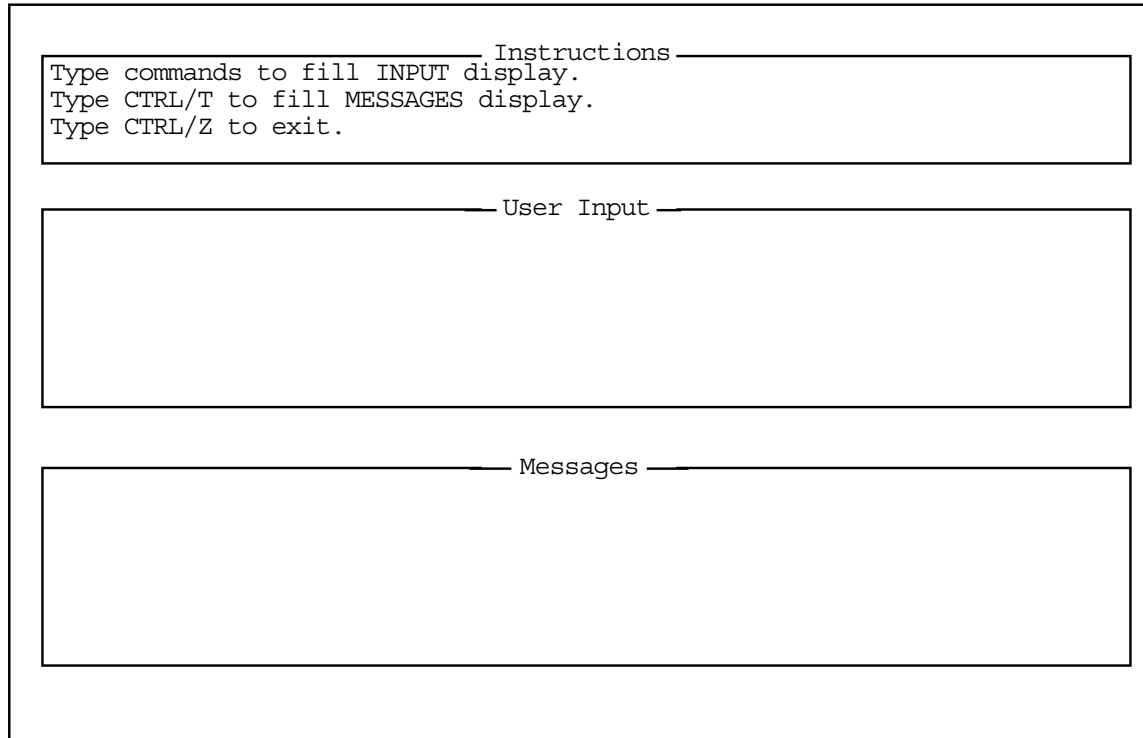 Instructions
Type commands to fill INPUT display.
Type CTRL/T to fill MESSAGES display.
Type CTRL/Z to exit.
User Input
Messages